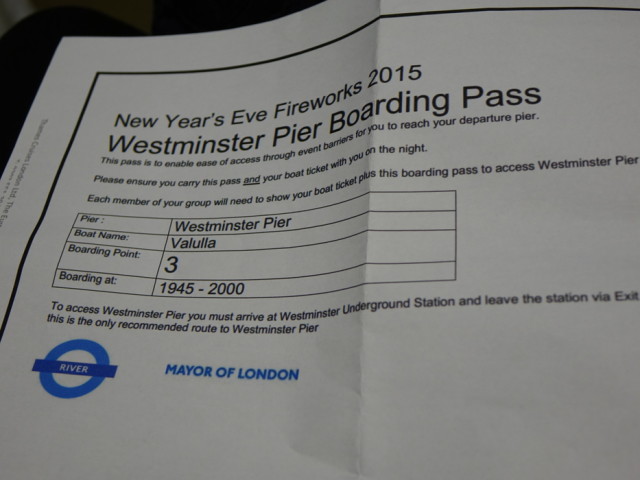 New Year's Eve Fireworks 2015
Westminster Pier Boarding Pass
This pass is to enable ease of access through event barriers for you to reach your departure pier.
Please ensure you carry this pass and your boat ticket with you on the night.
Each member of your group will need to show your boat ticket plus this boarding pass to access Westminster Pier
Pier : Westminster Pier
Boat Name: Valulla
Boarding Point: 3
Boarding at: 1945 - 2000
To access Westminster Pier you must arrive at Westminster Underground Station and leave the station via Exit
this is the only recommended route to Westminster Pier
RIVER
MAYOR OF LONDON